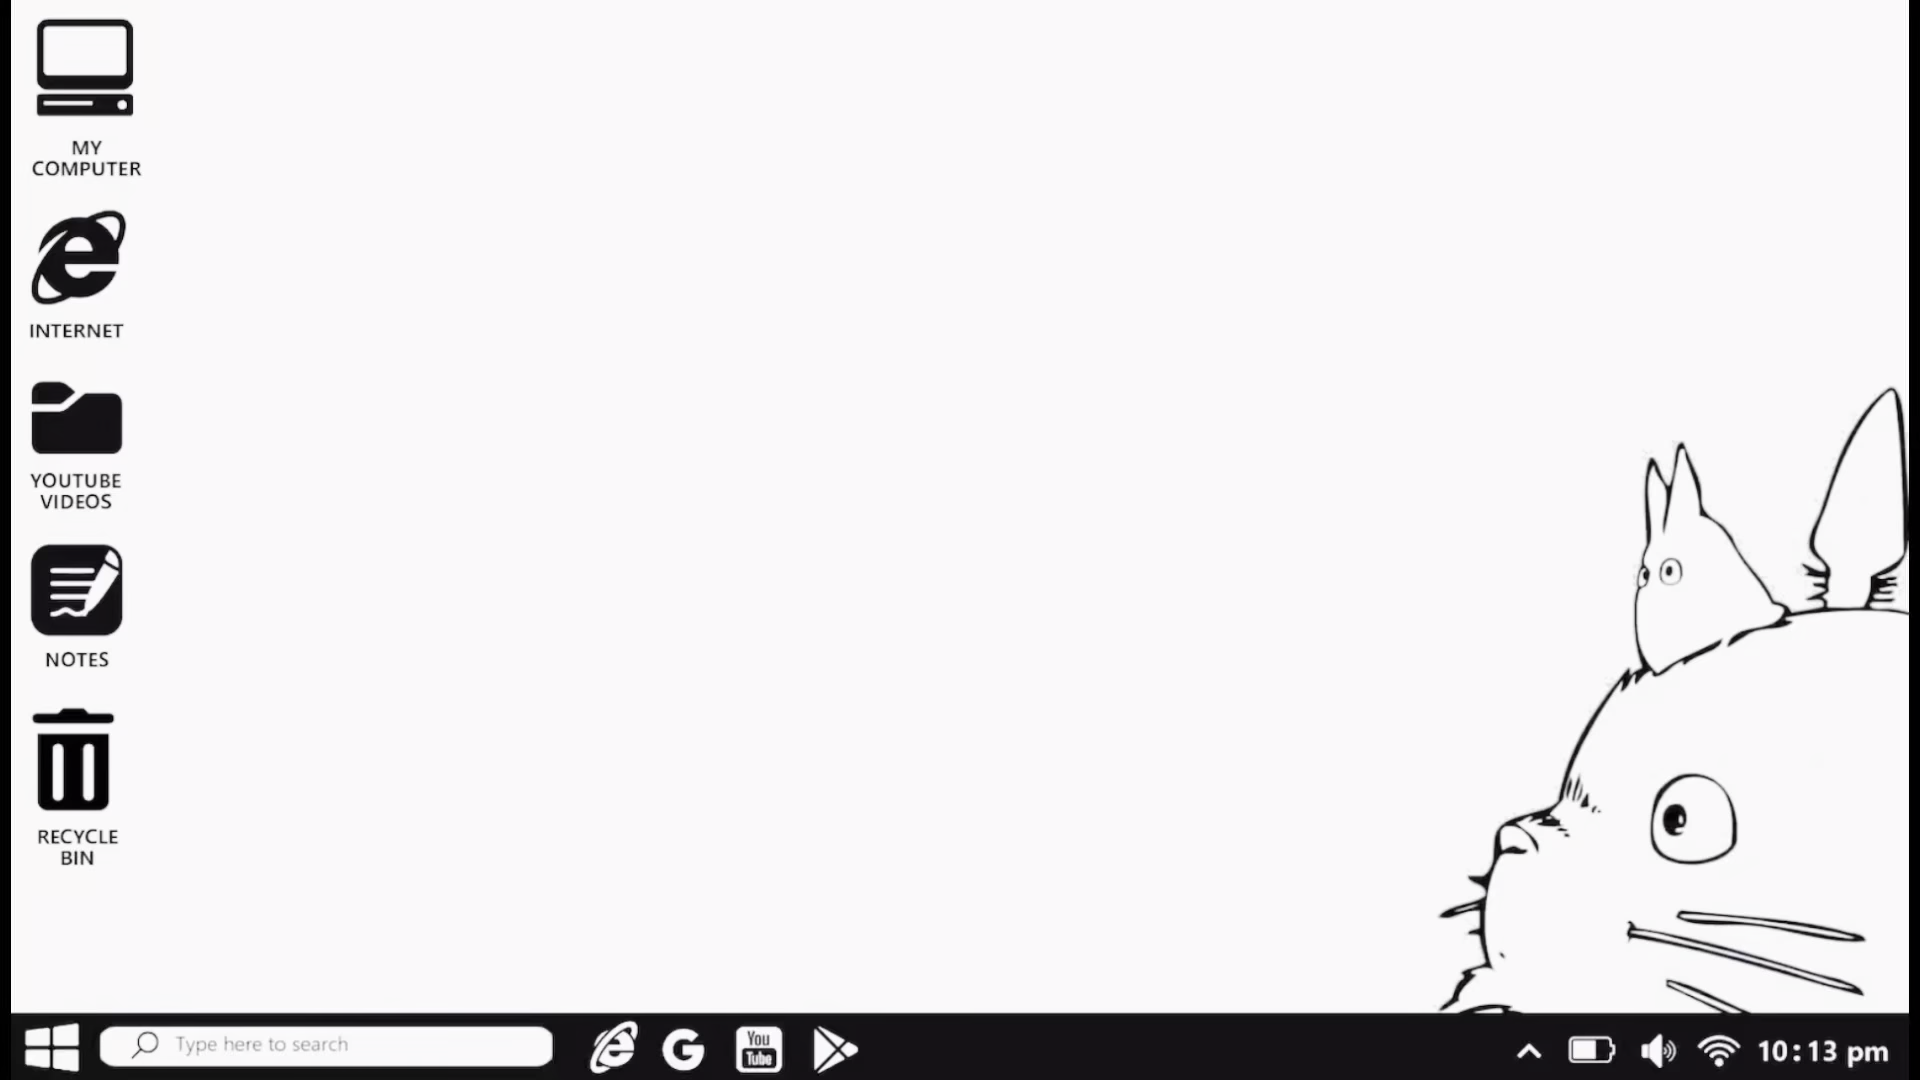 MY
COMPUTER
INTERNET
YOUTUBE
VIDEOS
NOTES
RECYCLE
BIN
Type here to search
You
Tube
10:13 pm